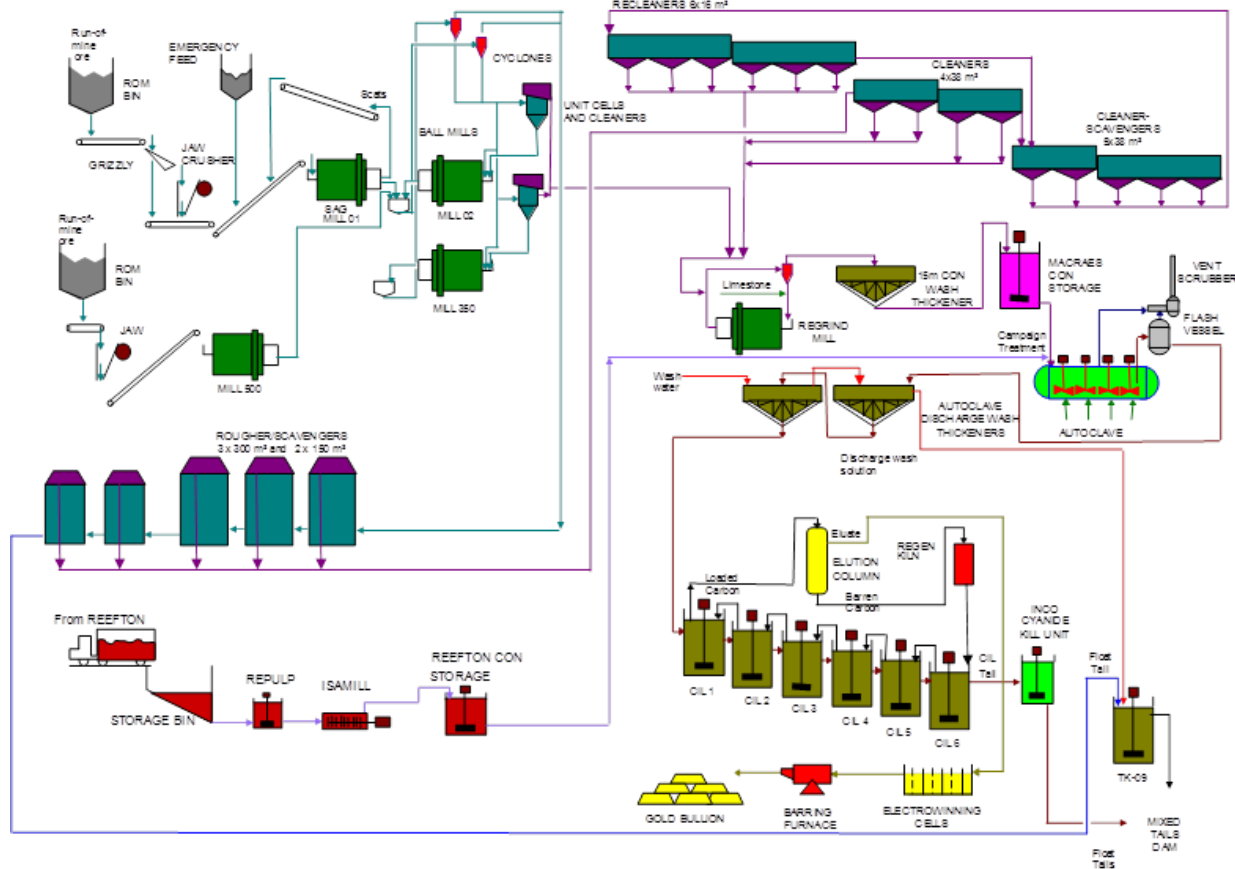 RECLEANERS 6x16 m³
Run-of-
mine
ore
EMERGENCY
FEED
ROM
BIN
CYCLONES
CLEANERS
4x38 m³
Scats
UNIT CELLS
AND CLEANERS
BALL MILLS
CLEANER-
SCAVENGERS
5x38 m³
JAW
CRUSHER
GRIZZLY
SAG
MILL 01
MILL 02
Run-of-
mine
ore
ROM
BIN
MILL 350
15m CON
WASH
THICKENER
MACRAES
CON
STORAGE
VENT
SCRUBBER
Limestone
FLASH
VESSEL
REGRIND
MILL
JAW
Campaign
Treatment
MILL 500
Wash
water
AUTOCLAVE
DISCHARGE WASH
THICKENERS
AUTOCLAVE
ROUGHER/SCAVENGERS
3 x 300 m³ and 2 x 150 m³
Discharge wash
solution
Eluate
REGEN
KILN
ELUTION
COLUMN
Loaded
Carbon
Barren
Carbon
INCO
CYANIDE
KILL UNIT
From REEFTON
CIL
Tail
Float
Tail
REEFTON CON
STORAGE
REPULP
ISAMILL
STORAGE BIN
CIL 1
CIL 2
CIL 3
CIL 4
CIL 5
CIL 6
TK-09
GOLD BULLION
BARRING
FURNACE
ELECTROWINNING
CELLS
MIXED
TAILS
DAM
Float
Tails